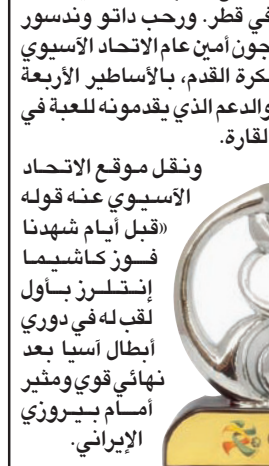 في قطر. ورحب داتو وندسور
جون أمين عام الاتحاد الآسيوي
لكرة القدم، بالأساطير الأربعة
والدعم الذي يقدمونه للعبة في
القارة.
ونقل موقع الاتحاد
الآسيوي عنه قوله
«قبل أيام شهدنا
فوز كاشيما
إنتلرز بأول
لقب له في دوري
أبطال آسيا بعد
نهائي قوي ومثير
أمام بيروزي
الإيراني.